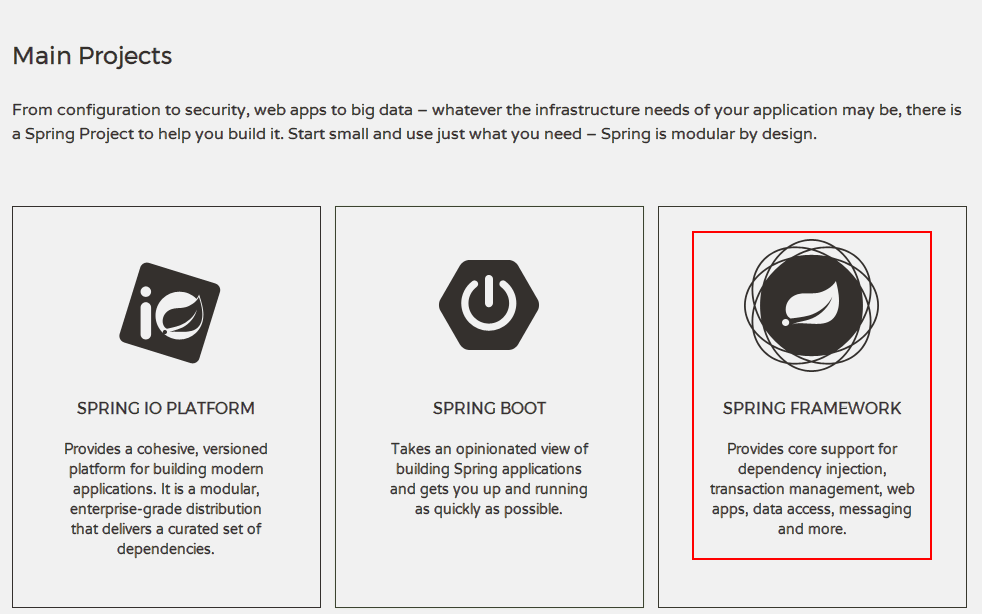 Main Projects
From configuration to security, web apps to big data – whatever the infrastructure needs of your application may be, there is
a Spring Project to help you build it. Start small and use just what you need – Spring is modular by design.
io
SPRING IO PLATFORM
Provides a cohesive, versioned
platform for building modern
applications. It is a modular,
enterprise-grade distribution
that delivers a curated set of
dependencies.
SPRING BOOT
Takes an opinionated view of
building Spring applications
and gets you up and running
as quickly as possible.
SPRING FRAMEWORK
Provides core support for
dependency injection,
transaction management, web
apps, data access, messaging
and more.